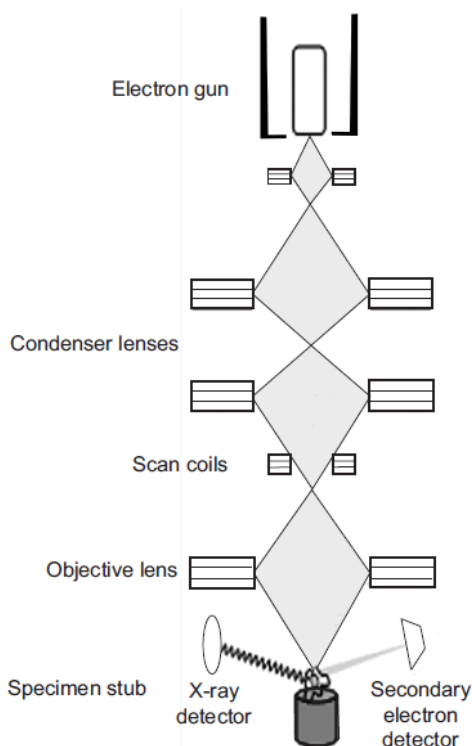 Electron gun
Condenser lenses
Scan coils
Objective lens
Specimen stub
X-ray
detector
Secondary
electron
detector